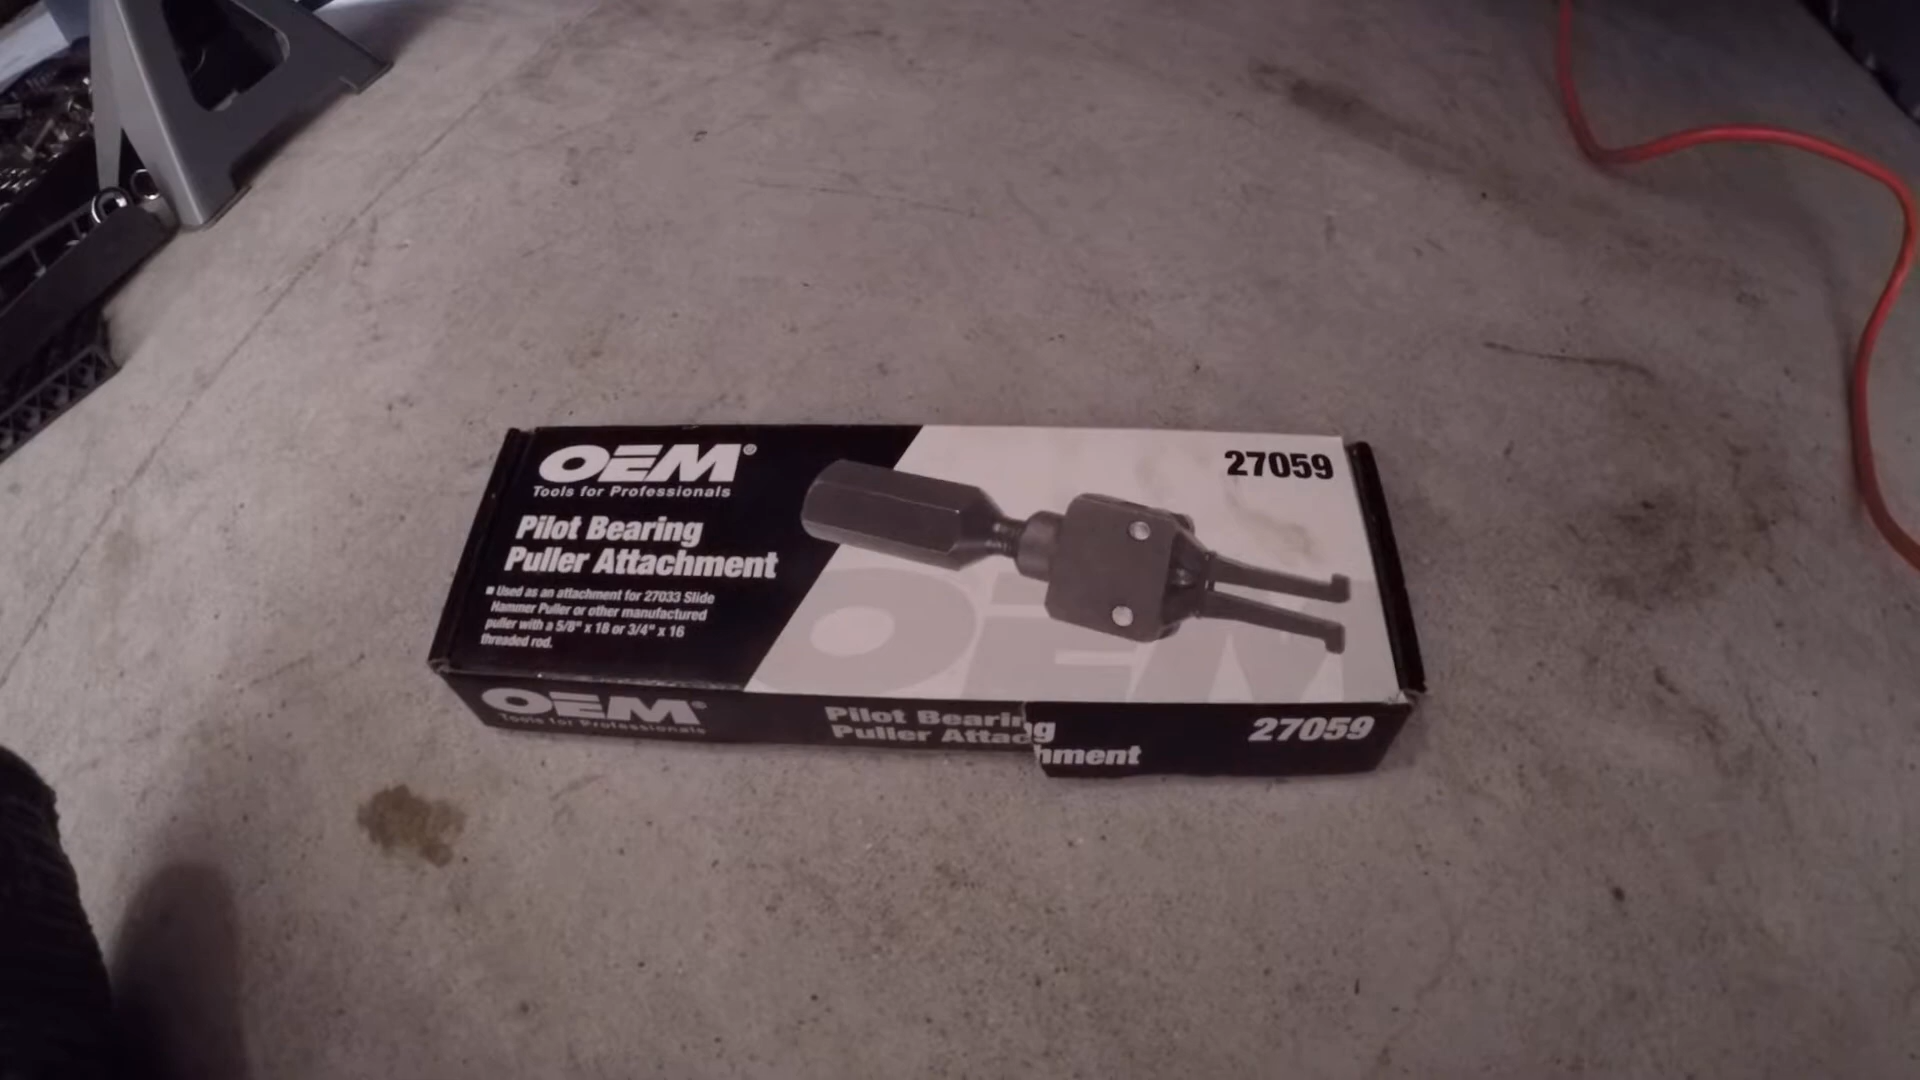 OEM®
Tools for Professionals
27059
Pilot Bearing
Puller Attachment
■ Used as an attachment for 27033 Slide
Hammer Puller or other manufactured
puller with a 5/8" x 18 or 3/4" x 16
threaded rod.
OEM
OEM®
Tools for Professionals
Pilot Bearing
Puller Attachment
27059